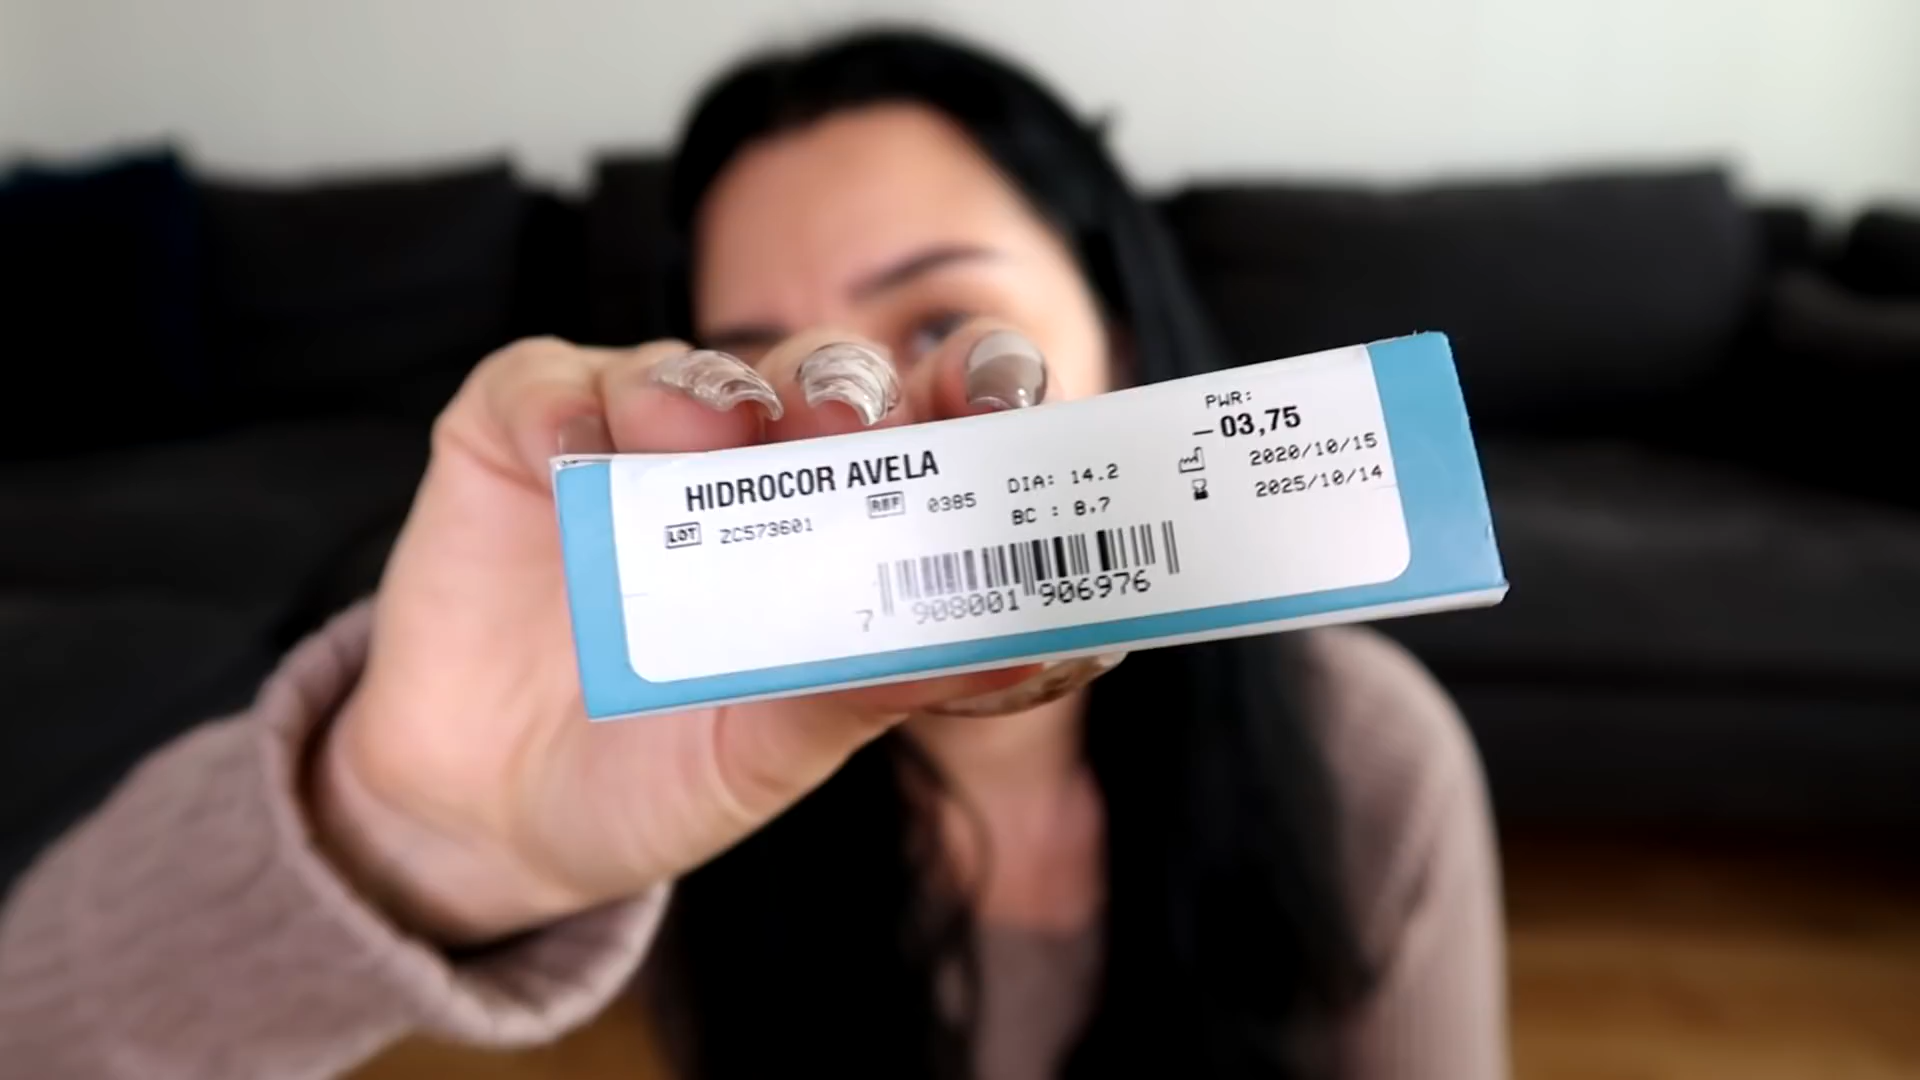 HIDROCOR AVELA
LOT ZC573601
REF 0385
DIA: 14.2
BC : 8.7
PWR:
– 03,75
2020/10/15
2025/10/14
7 908001 906976